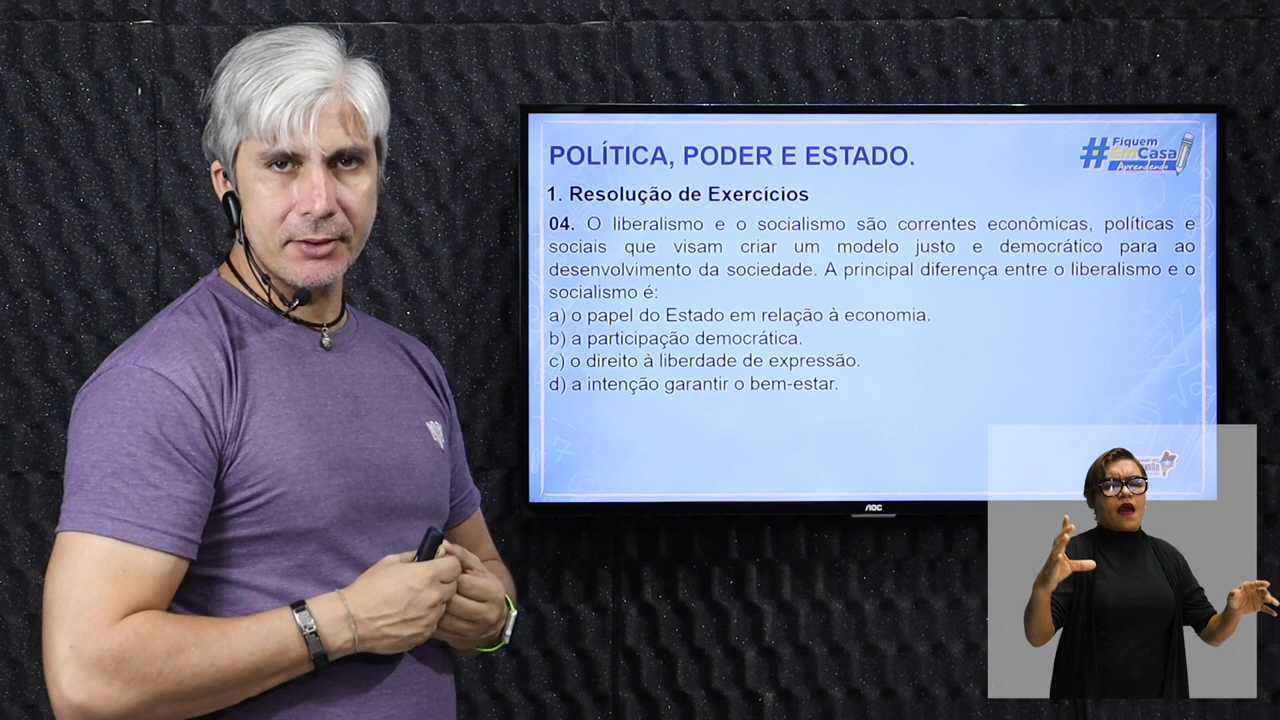 POLÍTICA, PODER E ESTADO.
#Fiquem
EmCasa
Aprendendo
1. Resolução de Exercícios
04. O liberalismo e o socialismo são correntes econômicas, políticas e
sociais que visam criar um modelo justo e democrático para ao
desenvolvimento da sociedade. A principal diferença entre o liberalismo e o
socialismo é:
a) o papel do Estado em relação à economia.
b) a participação democrática.
c) o direito à liberdade de expressão.
d) a intenção garantir o bem-estar.
AOC